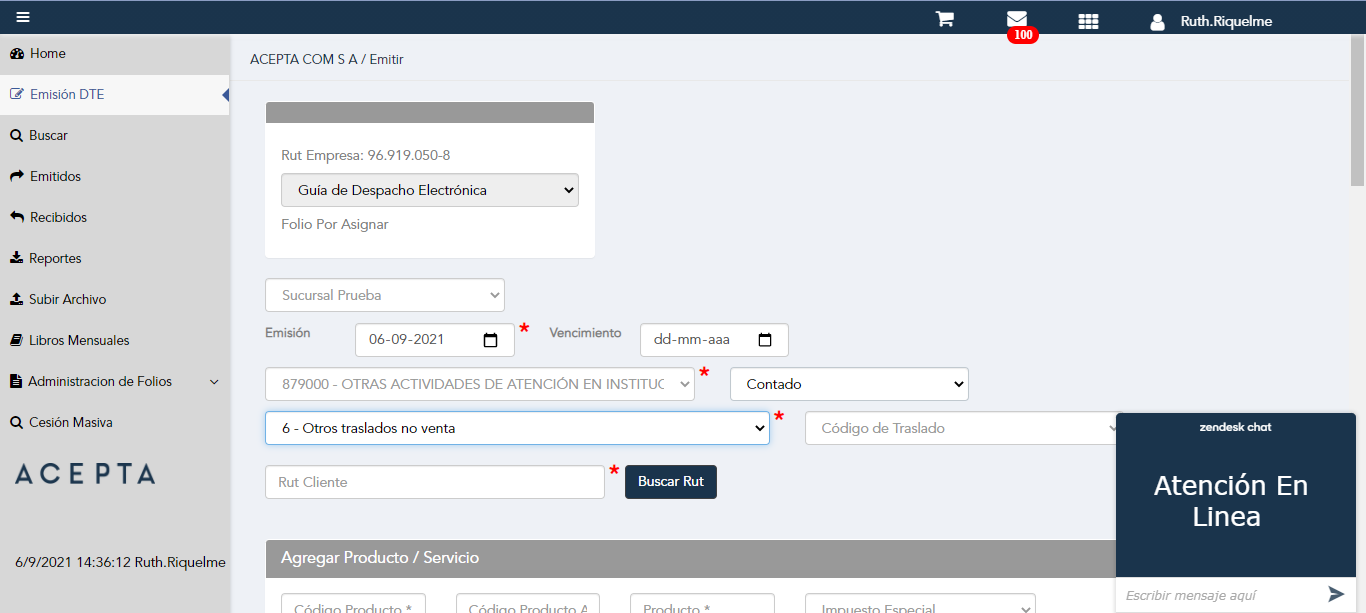 100
Ruth.Riquelme
Home
Emisión DTE
Buscar
Emitidos
Recibidos
Reportes
Subir Archivo
Libros Mensuales
Administracion de Folios
Cesión Masiva
ACEPTA
6/9/2021 14:36:12 Ruth.Riquelme
ACEPTA COM S A / Emitir
Rut Empresa: 96.919.050-8
Guía de Despacho Electrónica
Folio Por Asignar
Sucursal Prueba
Emisión 06-09-2021 * Vencimiento dd-mm-aaa
879000 - OTRAS ACTIVIDADES DE ATENCIÓN EN INSTITUC * Contado
6 - Otros traslados no venta * Código de Traslado
Rut Cliente * Buscar Rut
Agregar Producto / Servicio
Código Producto * Código Producto A Producto * Impuesto Especial
zendesk chat
Atención En
Linea
Escribir mensaje aquí